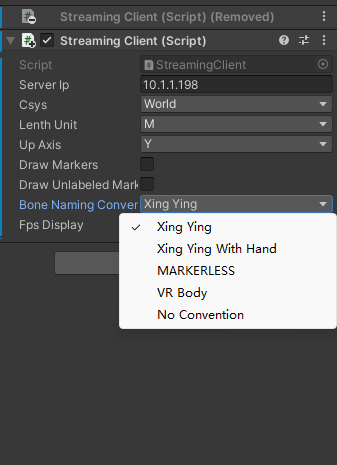 Streaming Client (Script) (Removed)
Streaming Client (Script)
Script StreamingClient
Server Ip 10.1.1.198
Csys World
Lenth Unit M
Up Axis Y
Draw Markers
Draw Unlabeled Mark
Bone Naming Conver Xing Ying
Fps Display
Xing Ying
Xing Ying With Hand
MARKERLESS
VR Body
No Convention